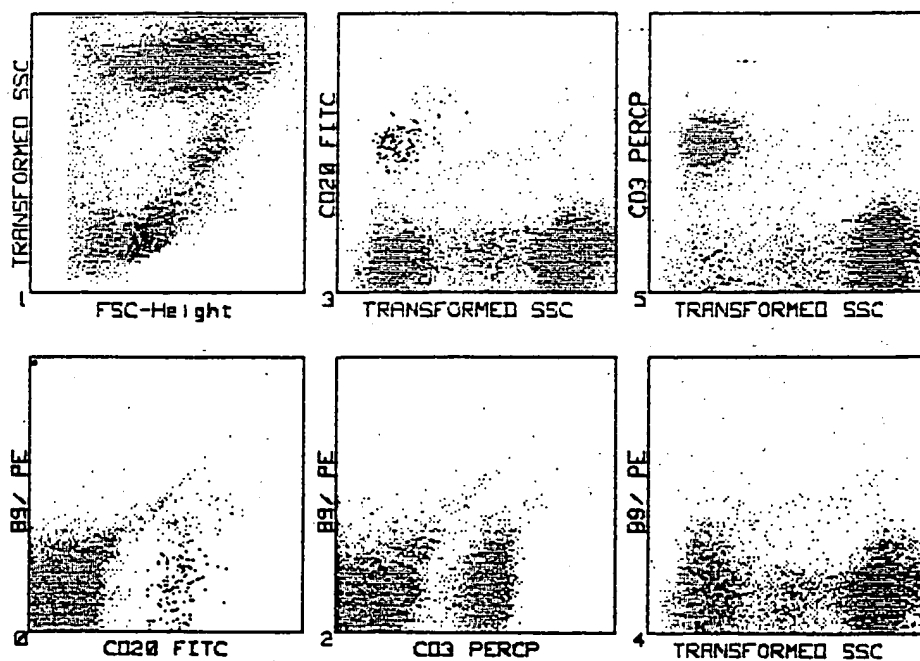 TRANSFORMED SSC
1
FSC-Height
CD20 FITC
3
TRANSFORMED SSC
CD3 PERCP
5
TRANSFORMED SSC
B9/ PE
0
CD20 FITC
B9/ PE
2
CD3 PERCP
B9/ PE
4
TRANSFORMED SSC